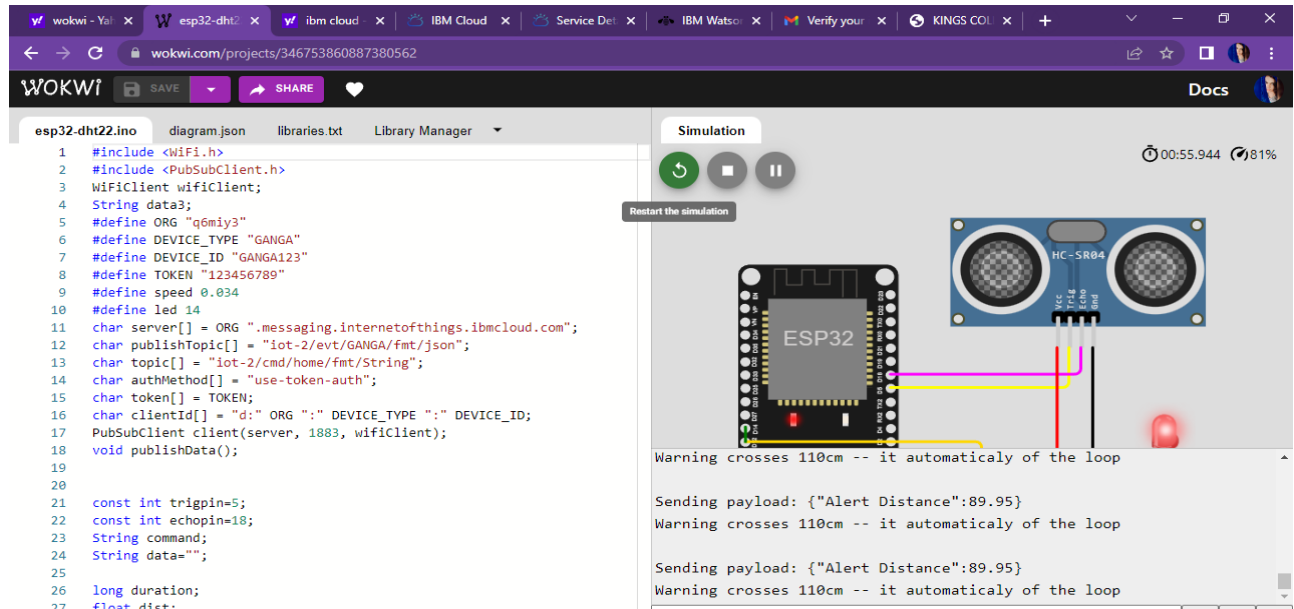 wokwi - Yah
esp32-dht2
ibm cloud
IBM Cloud
Service Det
IBM Watso
Verify your
KINGS COL
wokwi.com/projects/346753860887380562
WOKWi
SAVE
SHARE
Docs
esp32-dht22.ino
diagram.json
libraries.txt
Library Manager
1 #include <WiFi.h>
2 #include <PubSubClient.h>
3 WiFiClient wifiClient;
4 String data3;
5 #define ORG "q6miy3"
6 #define DEVICE_TYPE "GANGA"
7 #define DEVICE_ID "GANGA123"
8 #define TOKEN "123456789"
9 #define speed 0.034
10 #define led 14
11 char server[] = ORG ".messaging.internetofthings.ibmcloud.com";
12 char publishTopic[] = "iot-2/evt/GANGA/fmt/json";
13 char topic[] = "iot-2/cmd/home/fmt/String";
14 char authMethod[] = "use-token-auth";
15 char token[] = TOKEN;
16 char clientId[] = "d:" ORG ":" DEVICE_TYPE ":" DEVICE_ID;
17 PubSubClient client(server, 1883, wifiClient);
18 void publishData();
19
20
21 const int trigpin=5;
22 const int echopin=18;
23 String command;
24 String data="";
25
26 long duration;
27 float dist;
Simulation
00:55.944 81%
Restart the simulation
HC-SR04
Vcc
Trig
Echo
Gnd
ESP32
Warning crosses 110cm -- it automaticaly of the loop
Sending payload: {"Alert Distance":89.95}
Warning crosses 110cm -- it automaticaly of the loop
Sending payload: {"Alert Distance":89.95}
Warning crosses 110cm -- it automaticaly of the loop